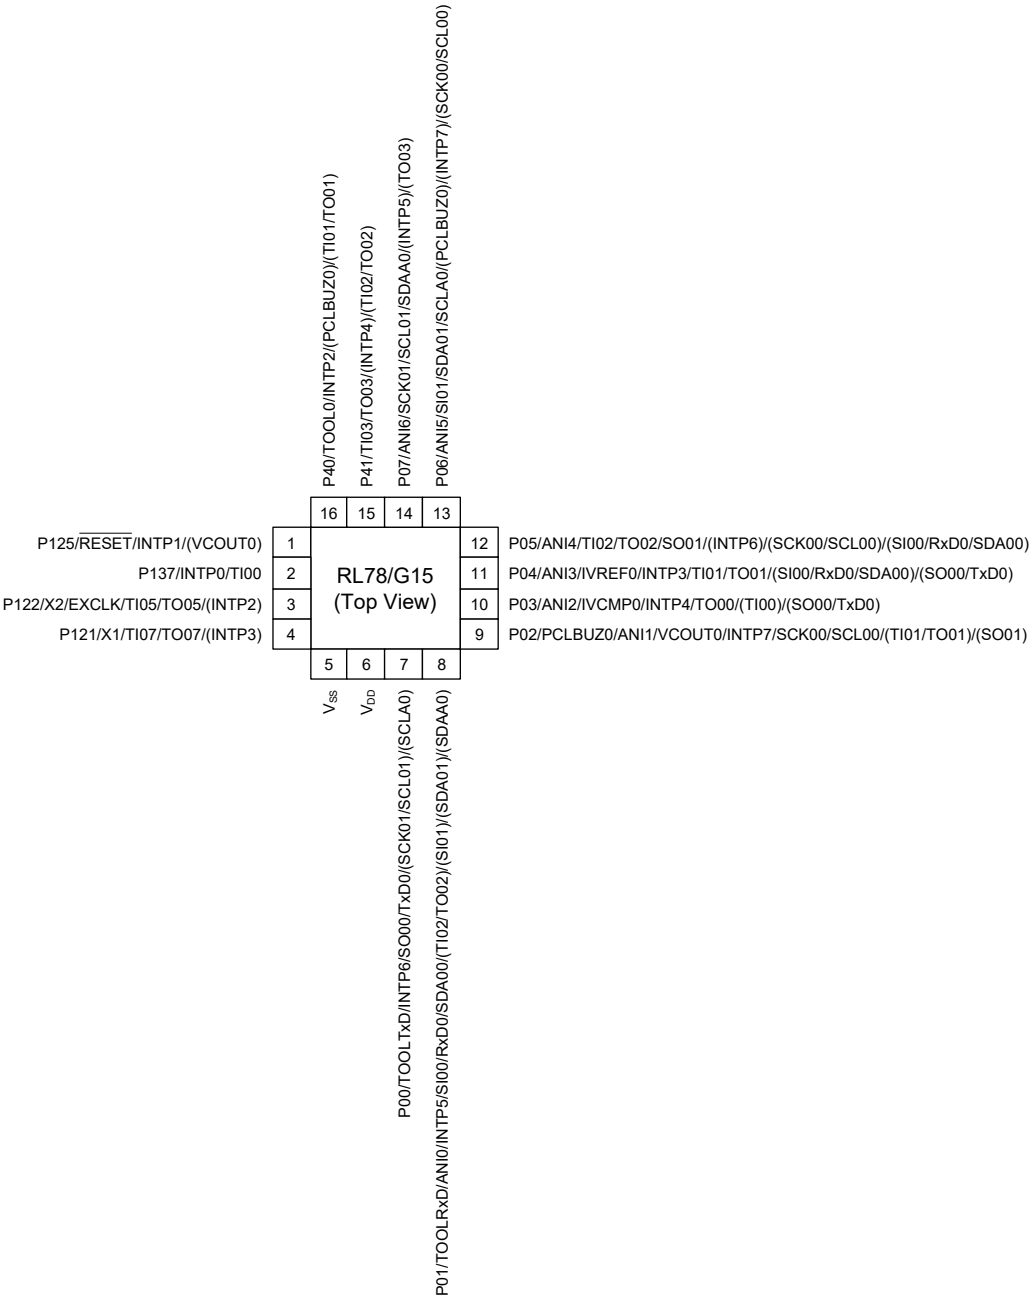 P40/TOOL0/INTP2/(PCLBUZ0)/(TI01/TO01)
P41/TI03/TO03/(INTP4)/(TI02/TO02)
P07/ANI6/SCK01/SCL01/SDAA0/(INTP5)/(TO03)
P06/ANI5/SI01/SDA01/SCLA0/(PCLBUZ0)/(INTP7)/(SCK00/SCL00)
16 15 14 13
P125/RESET/INTP1/(VCOUT0) 1
P137/INTP0/TI00 2
P122/X2/EXCLK/TI05/TO05/(INTP2) 3
P121/X1/TI07/TO07/(INTP3) 4
RL78/G15
(Top View)
12 P05/ANI4/TI02/TO02/SO01/(INTP6)/(SCK00/SCL00)/(SI00/RxD0/SDA00)
11 P04/ANI3/IVREF0/INTP3/TI01/TO01/(SI00/RxD0/SDA00)/(SO00/TxD0)
10 P03/ANI2/IVCMP0/INTP4/TO00/(TI00)/(SO00/TxD0)
9 P02/PCLBUZ0/ANI1/VCOUT0/INTP7/SCK00/SCL00/(TI01/TO01)/(SO01)
5 6 7 8
VSS
VDD
P00/TOOLTxD/INTP6/SO00/TxD0/(SCK01/SCL01)/(SCLA0)
P01/TOOLRxD/ANI0/INTP5/SI00/RxD0/SDA00/(TI02/TO02)/(SI01)/(SDA01)/(SDAA0)